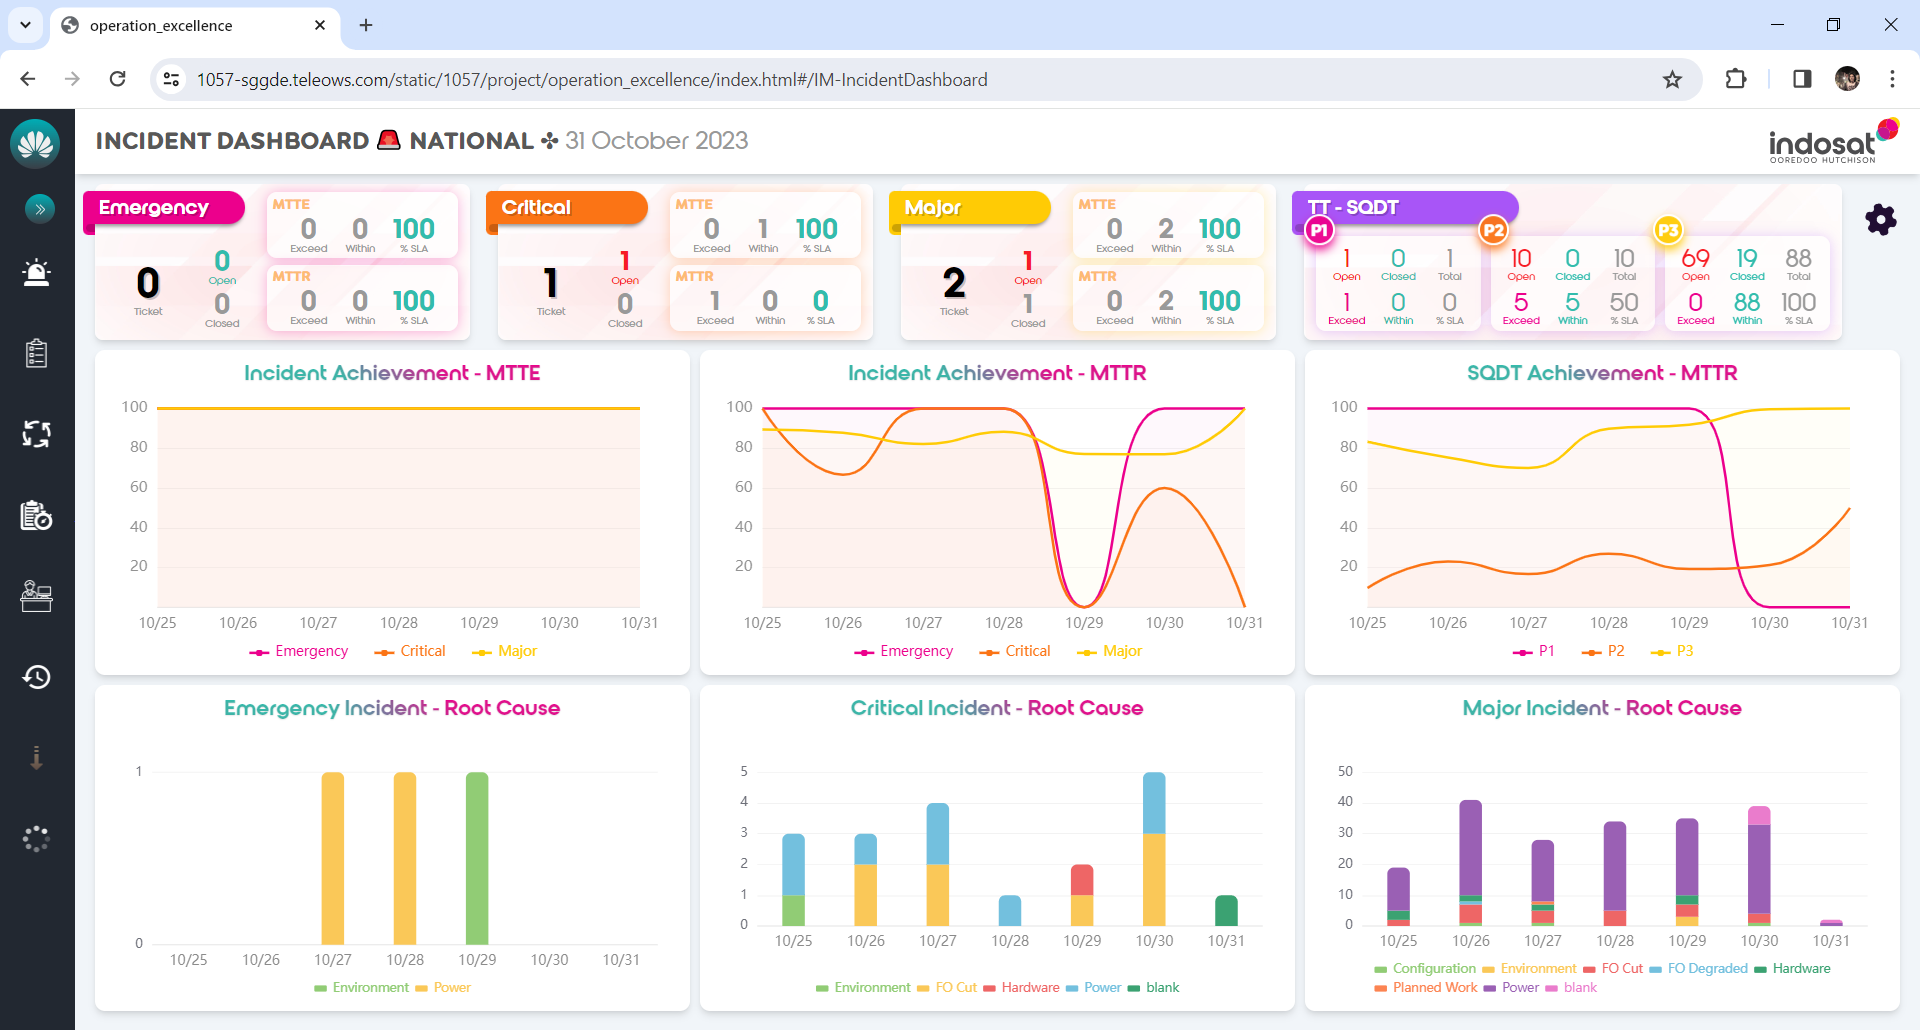 operation_excellence
1057-sggde.teleows.com/static/1057/project/operation_excellence/index.html#/IM-IncidentDashboard
INCIDENT DASHBOARD 🚨 NATIONAL ✣ 31 October 2023
indosat
OOREDOO HUTCHISON
Emergency
0
Ticket
0
Open
0
Closed
MTTE
0 0 100
Exceed Within % SLA
MTTR
0 0 100
Exceed Within % SLA
Critical
1
Ticket
1
Open
0
Closed
MTTE
0 1 100
Exceed Within % SLA
MTTR
1 0 0
Exceed Within % SLA
Major
2
Ticket
1
Open
1
Closed
MTTE
0 2 100
Exceed Within % SLA
MTTR
0 2 100
Exceed Within % SLA
TT - SQDT
P1
1 0 1
Open Closed Total
1 0 0
Exceed Within % SLA
P2
10 0 10
Open Closed Total
5 5 50
Exceed Within % SLA
P3
69 19 88
Open Closed Total
0 88 100
Exceed Within % SLA
Incident Achievement - MTTE
100
80
60
40
20
10/25 10/26 10/27 10/28 10/29 10/30 10/31
Emergency Critical Major
Incident Achievement - MTTR
100
80
60
40
20
10/25 10/26 10/27 10/28 10/29 10/30 10/31
Emergency Critical Major
SQDT Achievement - MTTR
100
80
60
40
20
10/25 10/26 10/27 10/28 10/29 10/30 10/31
P1 P2 P3
Emergency Incident - Root Cause
1
0
10/25 10/26 10/27 10/28 10/29 10/30 10/31
Environment Power
Critical Incident - Root Cause
5
4
3
2
1
0
10/25 10/26 10/27 10/28 10/29 10/30 10/31
Environment FO Cut Hardware Power blank
Major Incident - Root Cause
50
40
30
20
10
0
10/25 10/26 10/27 10/28 10/29 10/30 10/31
Configuration Environment FO Cut FO Degraded Hardware
Planned Work Power blank